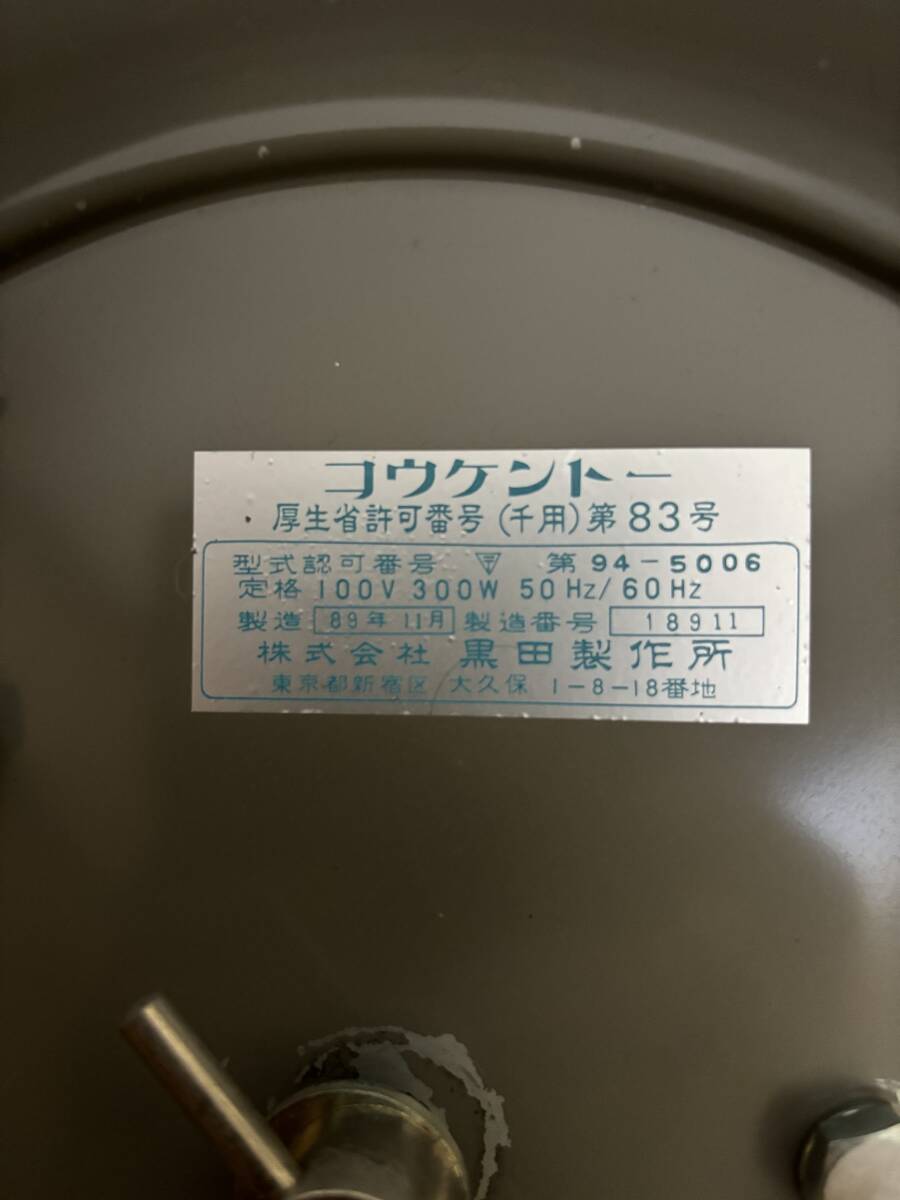 コウケントー
厚生省許可番号(千用)第83号
型式認可番号 〒 第94-5006
定格 100V 300W 50Hz/60Hz
製造 89年 11月 製造番号 18911
株式会社 黒田製作所
東京都新宿区 大久保 1-8-18番地